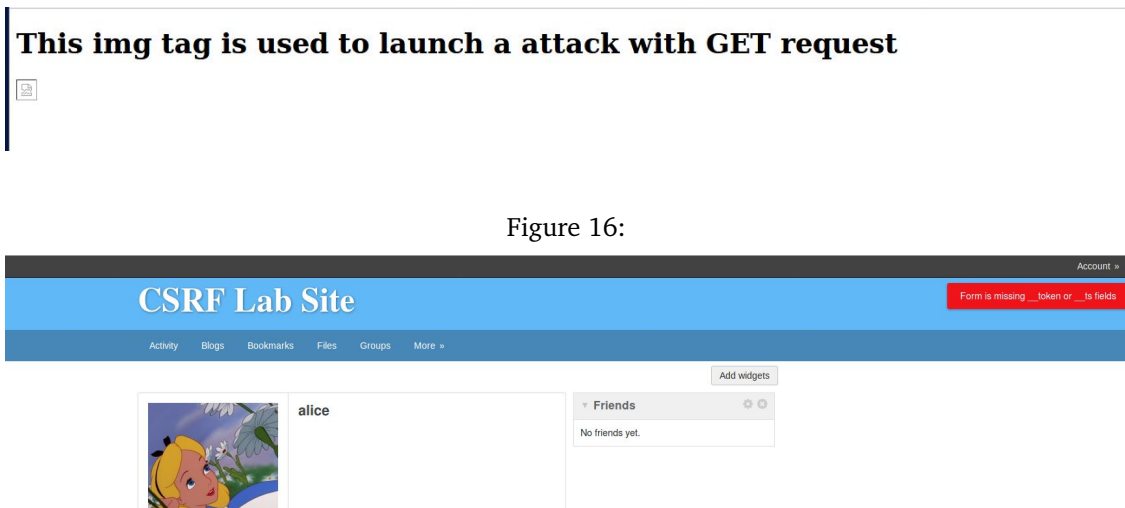 This img tag is used to launch a attack with GET request
Figure 16:
Account »
CSRF Lab Site
Form is missing __token or __ts fields
Activity Blogs Bookmarks Files Groups More »
Add widgets
alice
Friends
No friends yet.